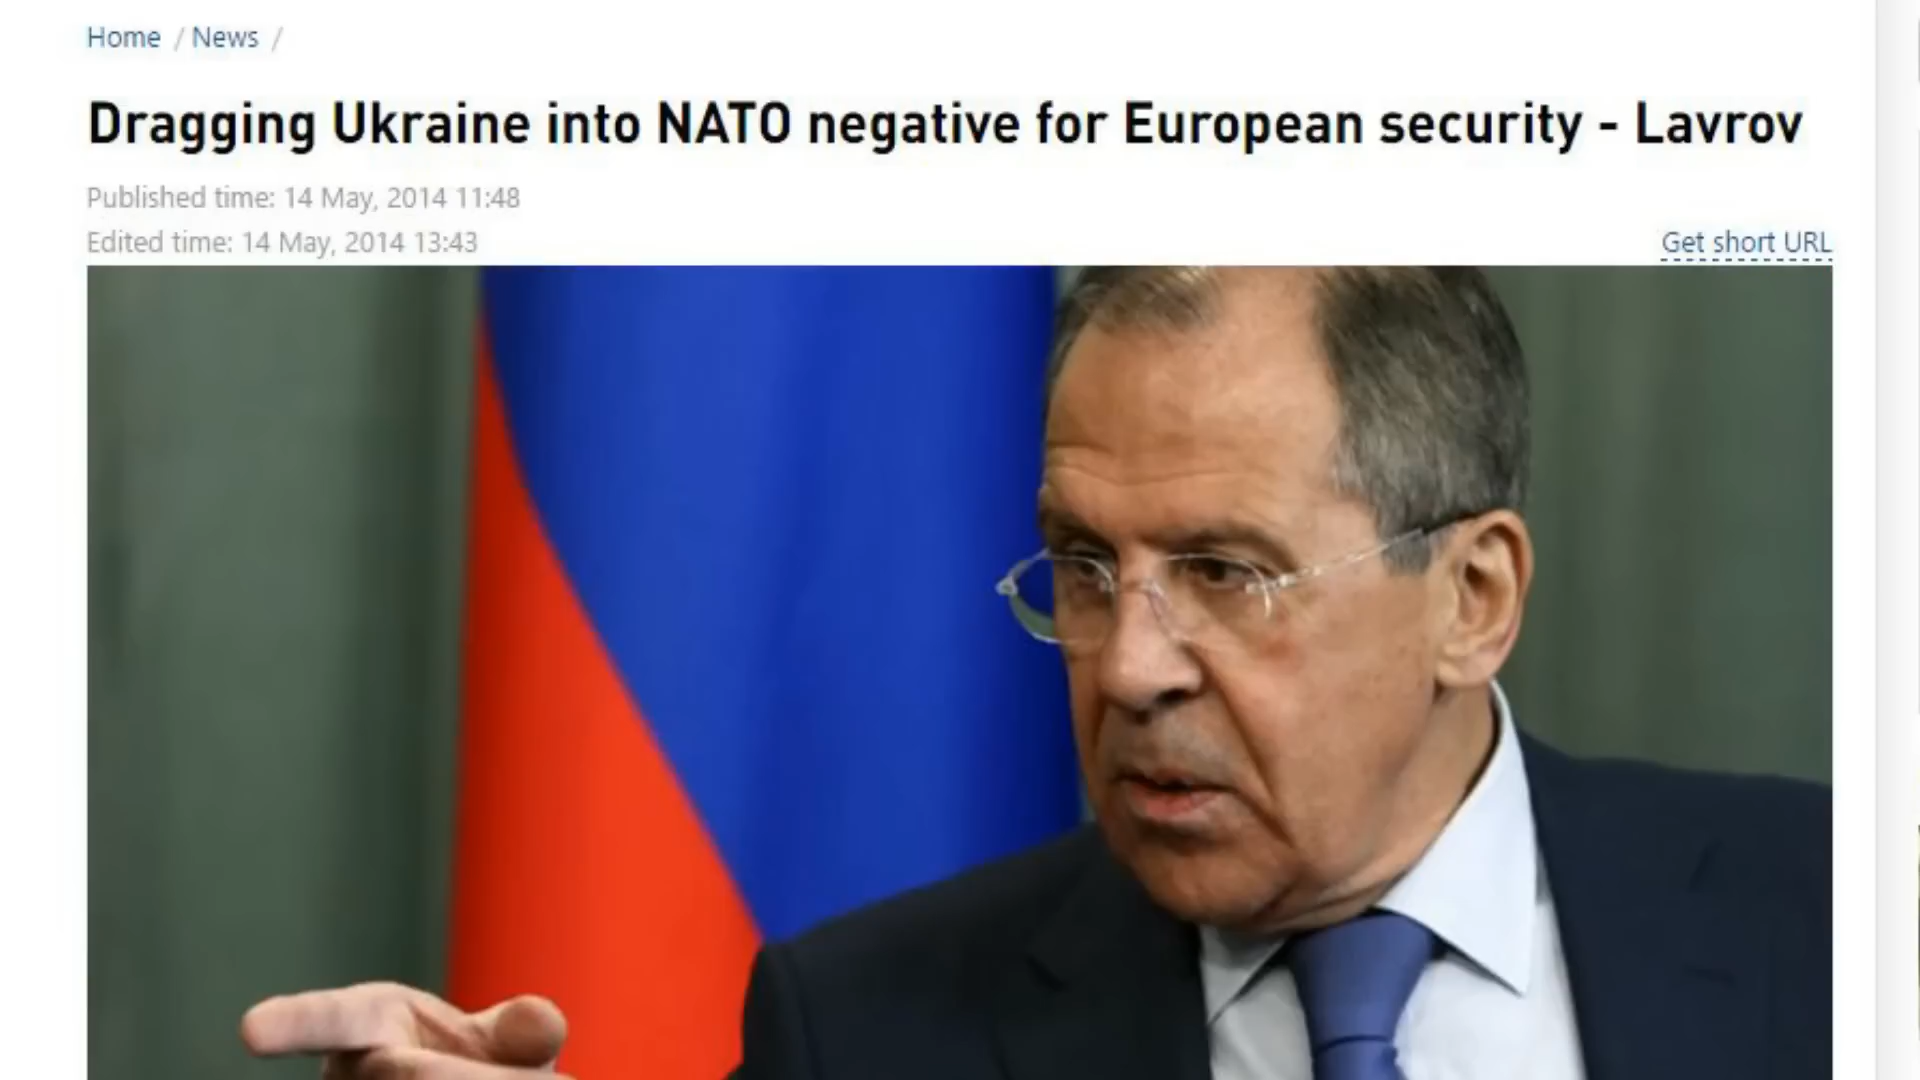 Home / News /
Dragging Ukraine into NATO negative for European security - Lavrov
Published time: 14 May, 2014 11:48
Edited time: 14 May, 2014 13:43
Get short URL